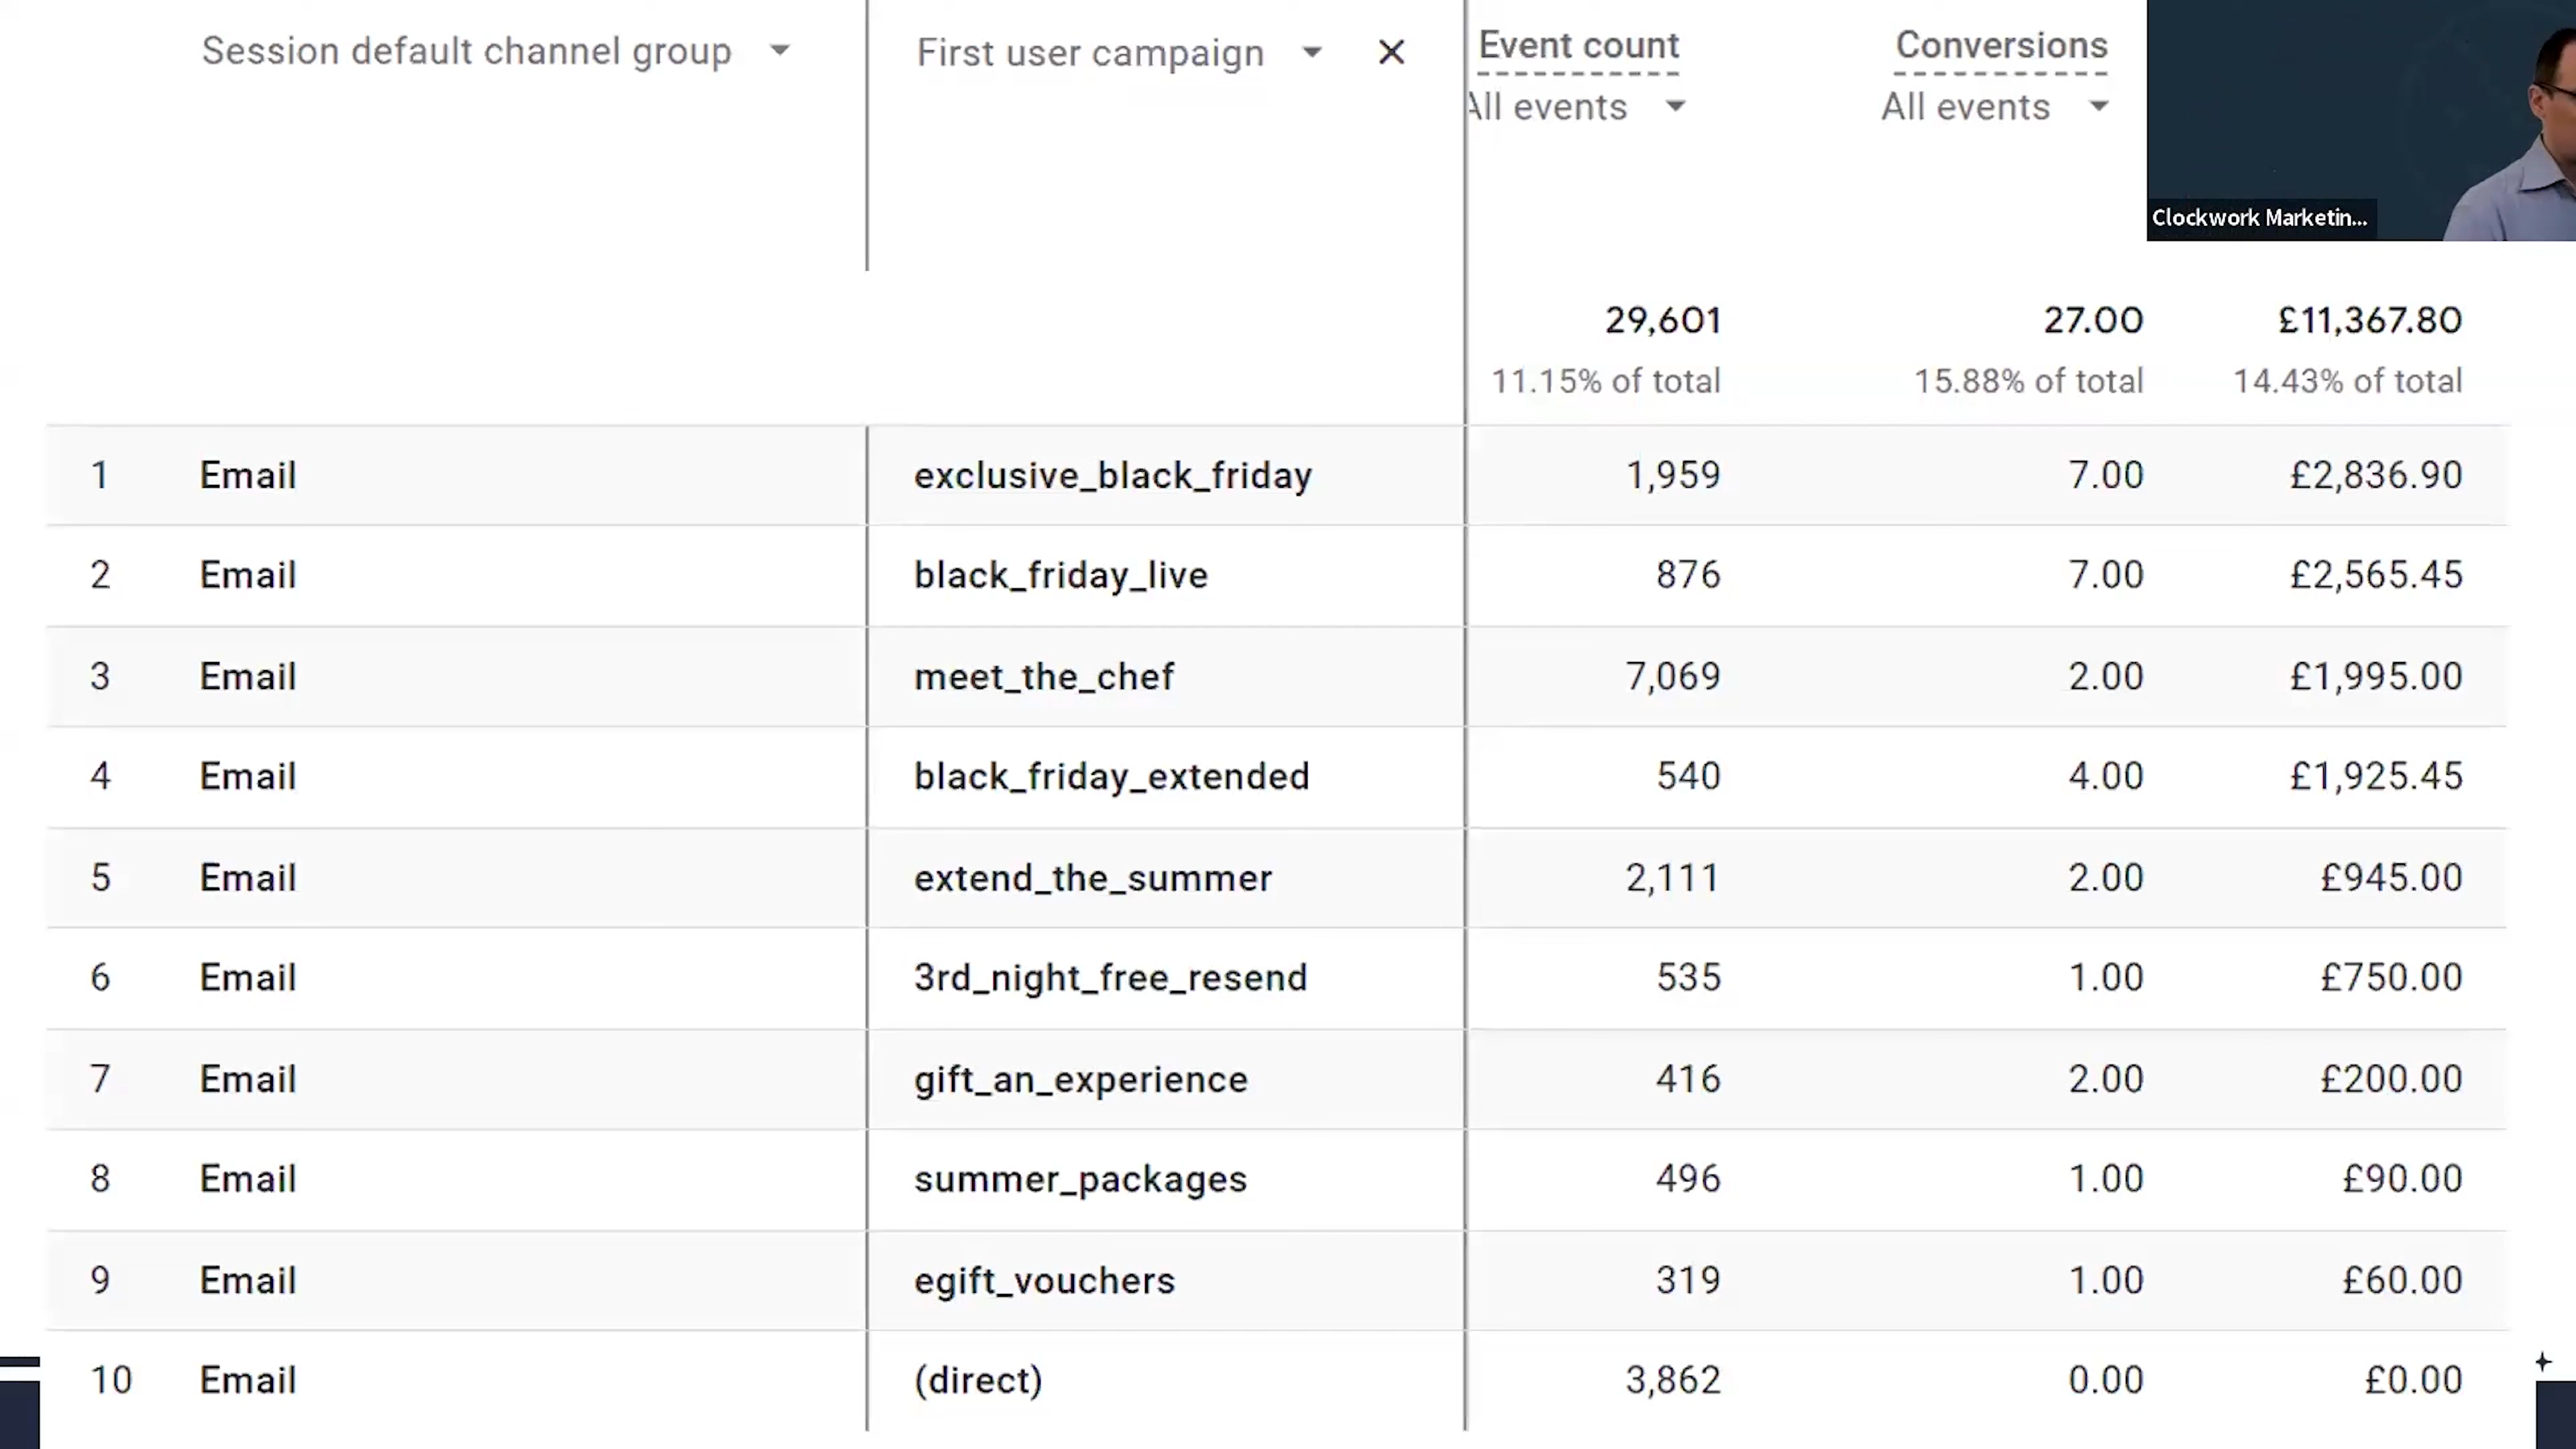 Session default channel group
First user campaign
Event count
All events
Conversions
All events
Clockwork Marketin...
29,601 27.00 £11,367.80
11.15% of total 15.88% of total 14.43% of total
1 Email exclusive_black_friday 1,959 7.00 £2,836.90
2 Email black_friday_live 876 7.00 £2,565.45
3 Email meet_the_chef 7,069 2.00 £1,995.00
4 Email black_friday_extended 540 4.00 £1,925.45
5 Email extend_the_summer 2,111 2.00 £945.00
6 Email 3rd_night_free_resend 535 1.00 £750.00
7 Email gift_an_experience 416 2.00 £200.00
8 Email summer_packages 496 1.00 £90.00
9 Email egift_vouchers 319 1.00 £60.00
10 Email (direct) 3,862 0.00 £0.00